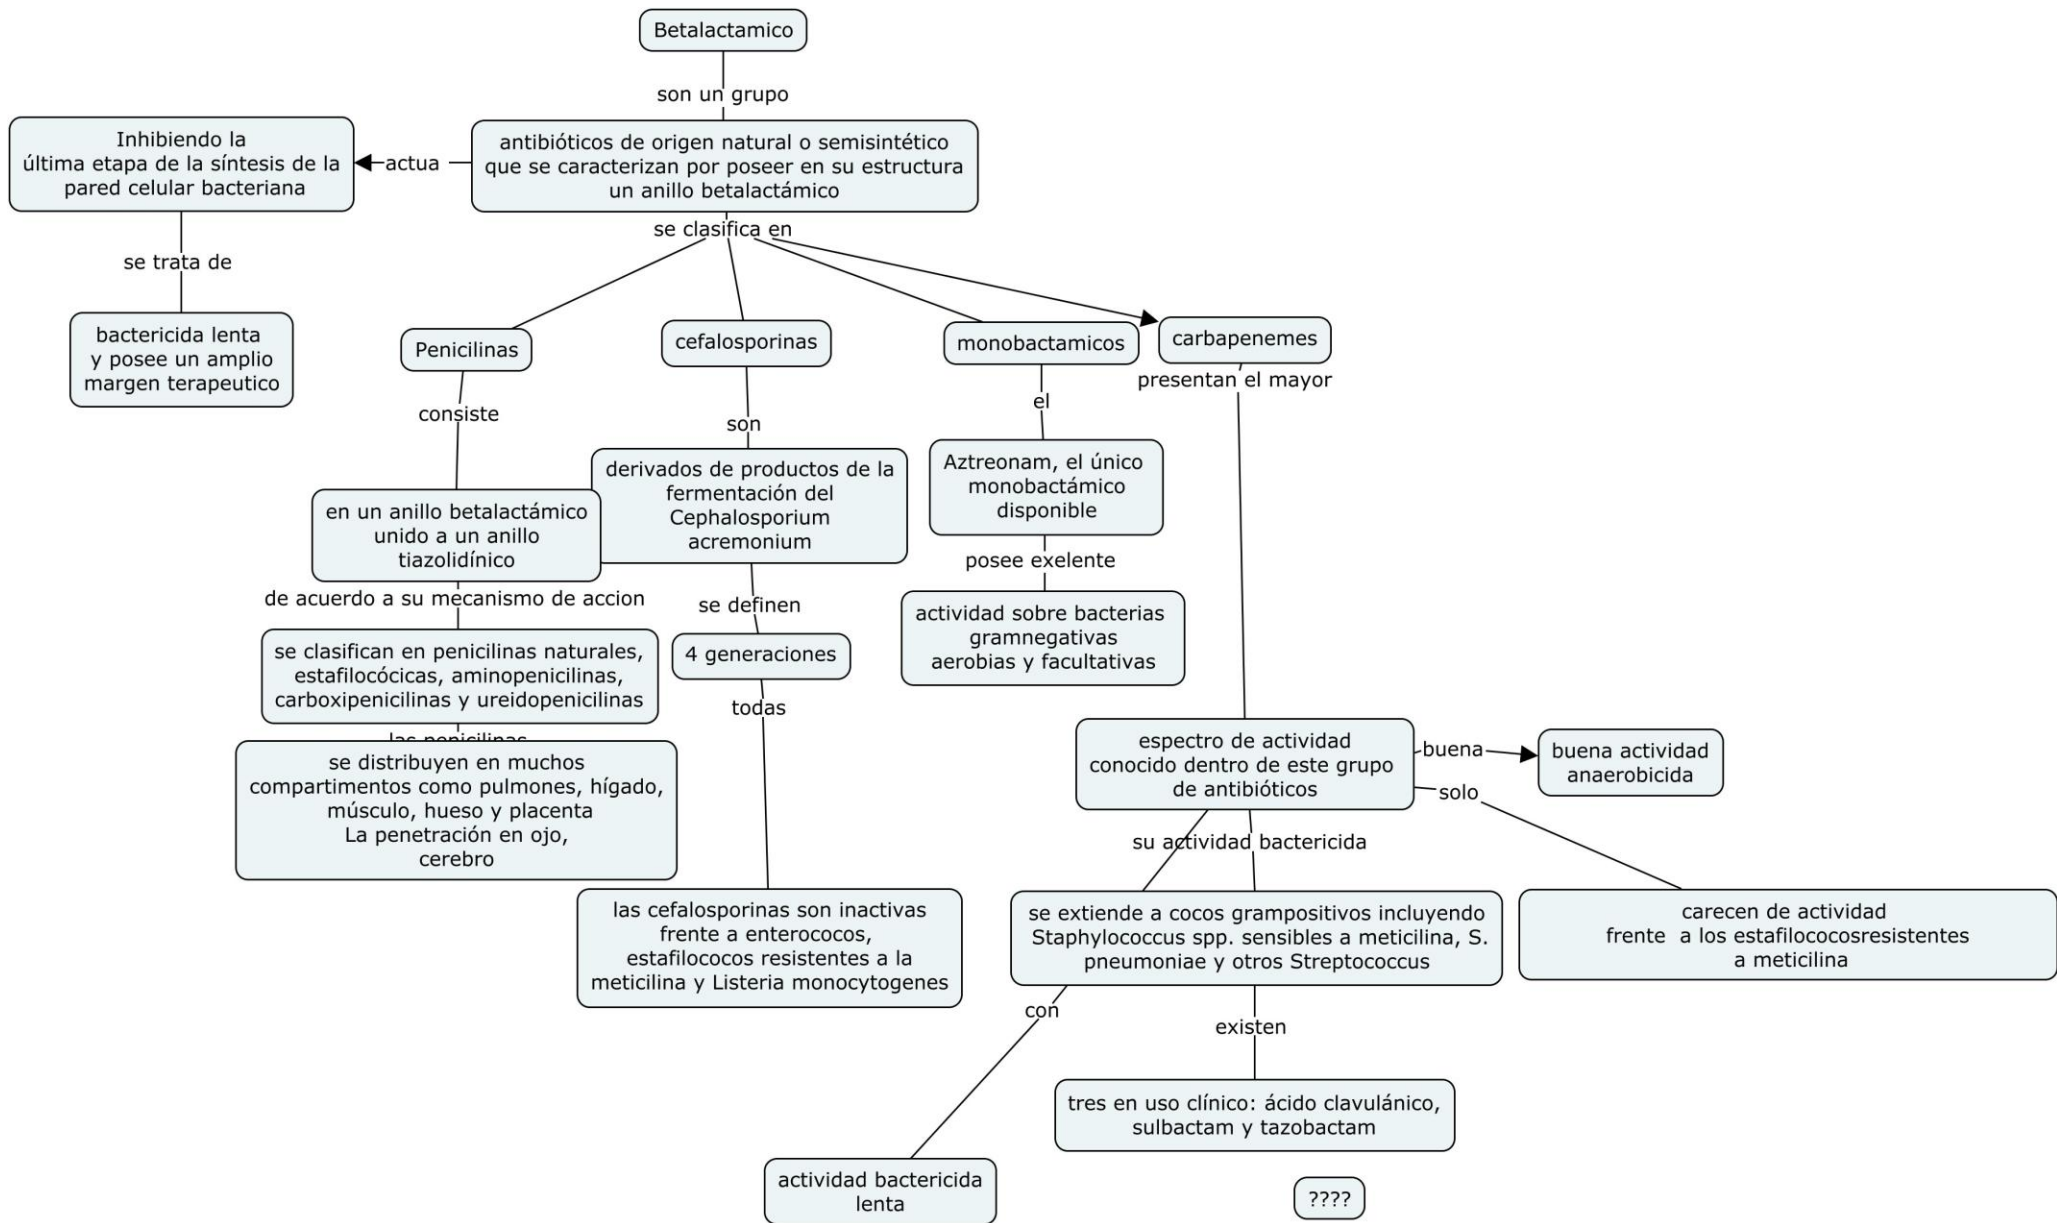 Betalactamico
son un grupo
Inhibiendo la
última etapa de la síntesis de la
pared celular bacteriana
actua
antibióticos de origen natural o semisintético
que se caracterizan por poseer en su estructura
un anillo betalactámico
se clasifica en
se trata de
bactericida lenta
y posee un amplio
margen terapeutico
Penicilinas
cefalosporinas
monobactamicos
carbapenemes
consiste
son
el
presentan el mayor
en un anillo betalactámico
unido a un anillo
tiazolidínico
derivados de productos de la
fermentación del
Cephalosporium
acremonium
Aztreonam, el único
monobactámico
disponible
de acuerdo a su mecanismo de accion
se definen
posee exelente
se clasifican en penicilinas naturales,
estafilocócicas, aminopenicilinas,
carboxipenicilinas y ureidopenicilinas
4 generaciones
actividad sobre bacterias
gramnegativas
aerobias y facultativas
las penicilinas
todas
se distribuyen en muchos
compartimentos como pulmones, hígado,
músculo, hueso y placenta
La penetración en ojo,
cerebro
espectro de actividad
conocido dentro de este grupo
de antibióticos
buena
buena actividad
anaerobicida
solo
su actividad bactericida
las cefalosporinas son inactivas
frente a enterococos,
estafilococos resistentes a la
meticilina y Listeria monocytogenes
se extiende a cocos grampositivos incluyendo
Staphylococcus spp. sensibles a meticilina, S.
pneumoniae y otros Streptococcus
carecen de actividad
frente  a los estafilococosresistentes
a meticilina
con
existen
tres en uso clínico: ácido clavulánico,
sulbactam y tazobactam
actividad bactericida
lenta
????